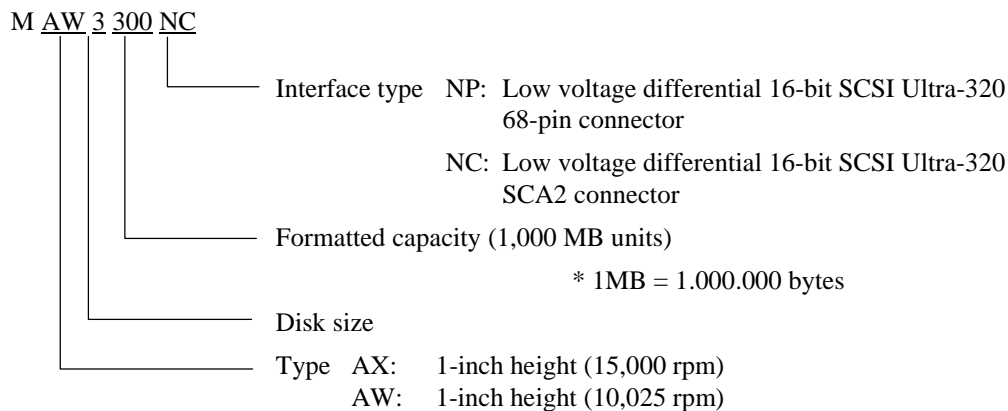 M AW 3 300 NC
Interface type NP: Low voltage differential 16-bit SCSI Ultra-320
68-pin connector
NC: Low voltage differential 16-bit SCSI Ultra-320
SCA2 connector
Formatted capacity (1,000 MB units)
* 1MB = 1.000.000 bytes
Disk size
Type AX: 1-inch height (15,000 rpm)
AW: 1-inch height (10,025 rpm)